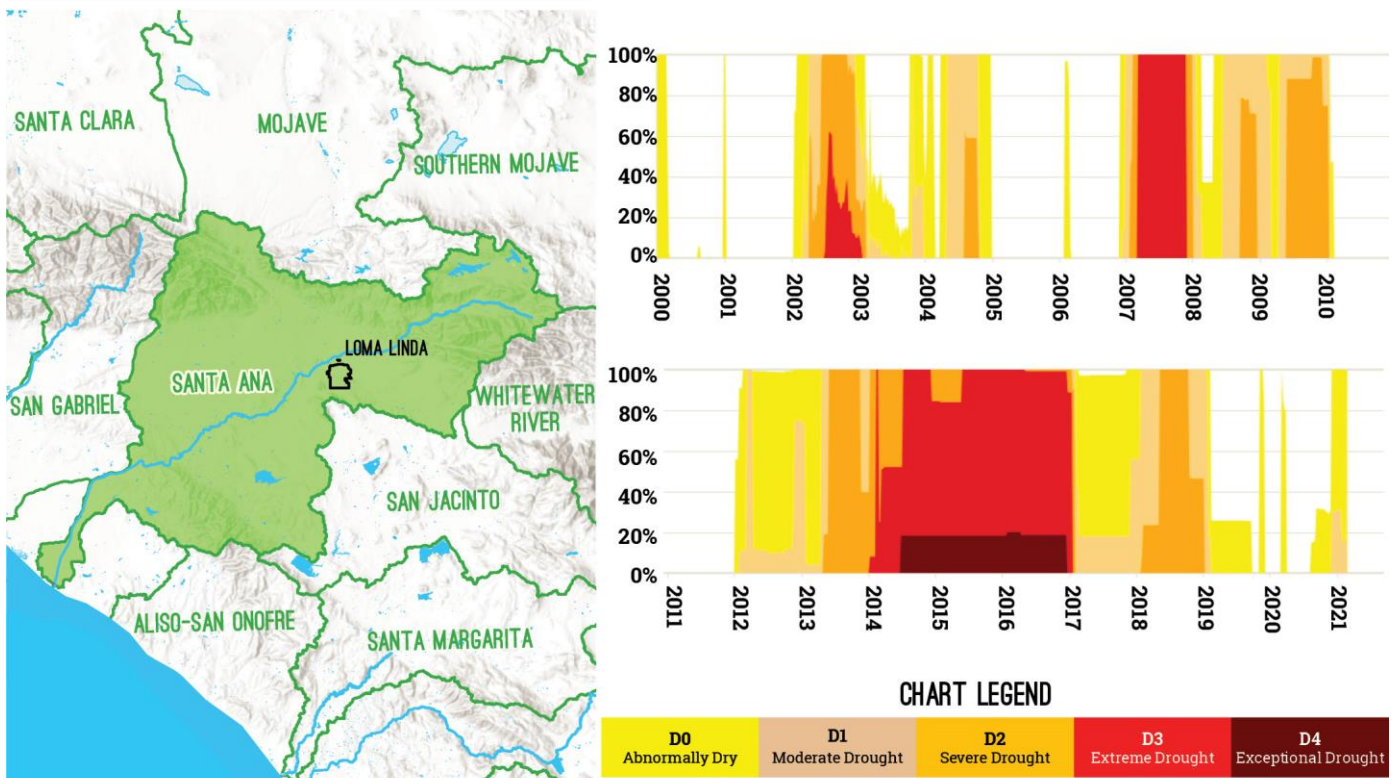 SANTA CLARA
MOJAVE
SOUTHERN MOJAVE
LOMA LINDA
SANTA ANA
SAN GABRIEL
WHITEWATER
RIVER
SAN JACINTO
ALISO-SAN ONOFRE
SANTA MARGARITA
100%
80%
60%
40%
20%
0%
2000
2001
2002
2003
2004
2005
2006
2007
2008
2009
2010
100%
80%
60%
40%
20%
0%
2011
2012
2013
2014
2015
2016
2017
2018
2019
2020
2021
CHART LEGEND
D0
Abnormally Dry
D1
Moderate Drought
D2
Severe Drought
D3
Extreme Drought
D4
Exceptional Drought